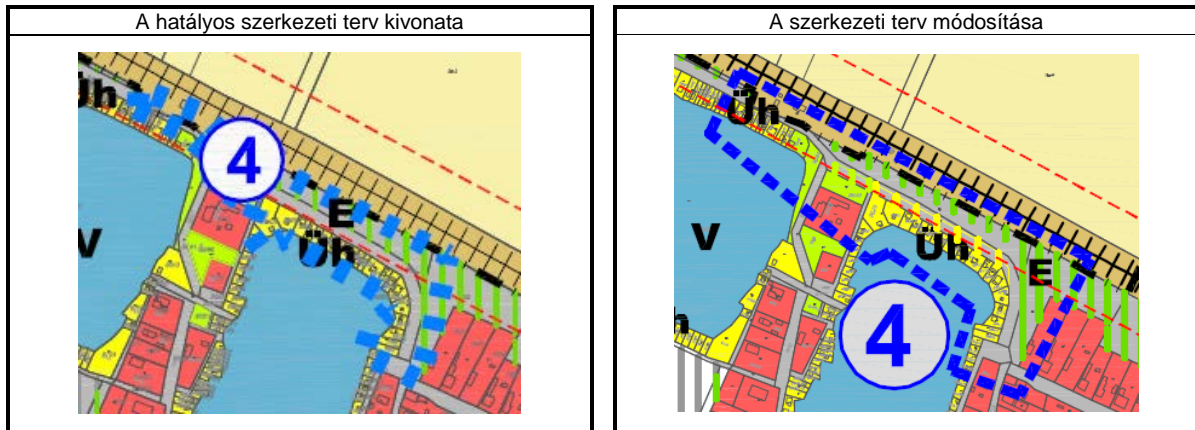 A hatályos szerkezeti terv kivonata
Üh
4
E
Üh
V
A szerkezeti terv módosítása
Üh
V
Üh
E
4